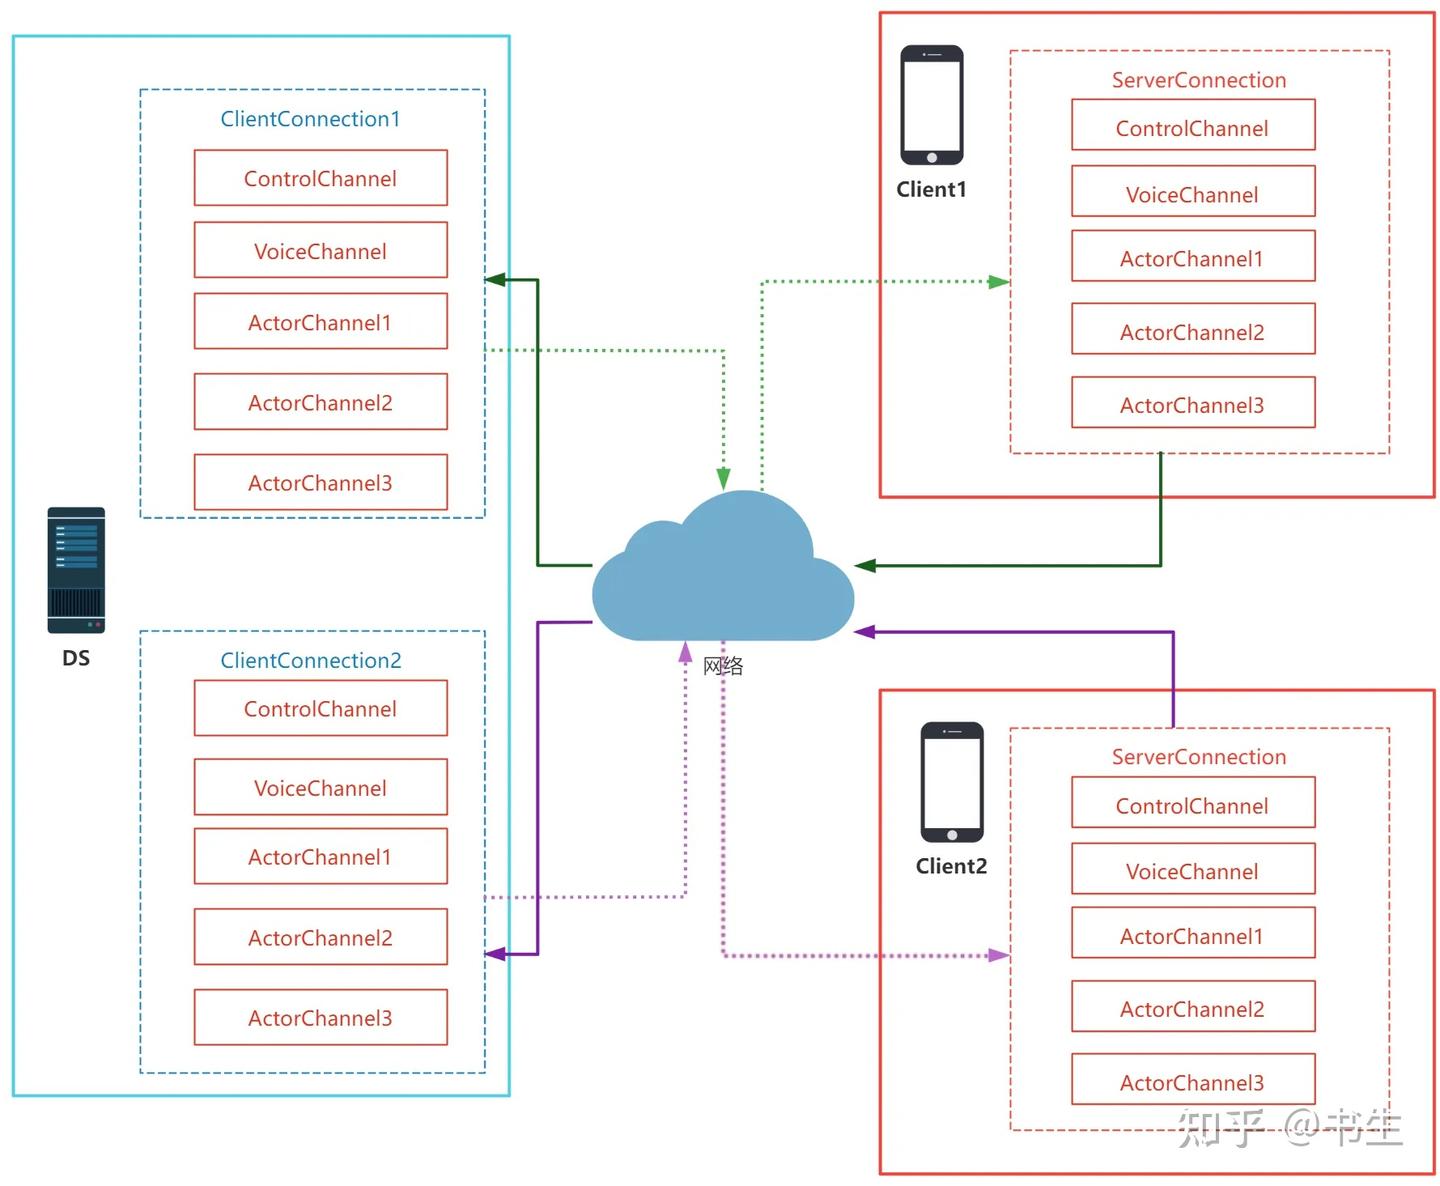 ClientConnection1
ControlChannel
VoiceChannel
ActorChannel1
ActorChannel2
ActorChannel3
DS
ClientConnection2
ControlChannel
VoiceChannel
ActorChannel1
ActorChannel2
ActorChannel3
网络
Client1
ServerConnection
ControlChannel
VoiceChannel
ActorChannel1
ActorChannel2
ActorChannel3
Client2
ServerConnection
ControlChannel
VoiceChannel
ActorChannel1
ActorChannel2
ActorChannel3
知乎 @书生